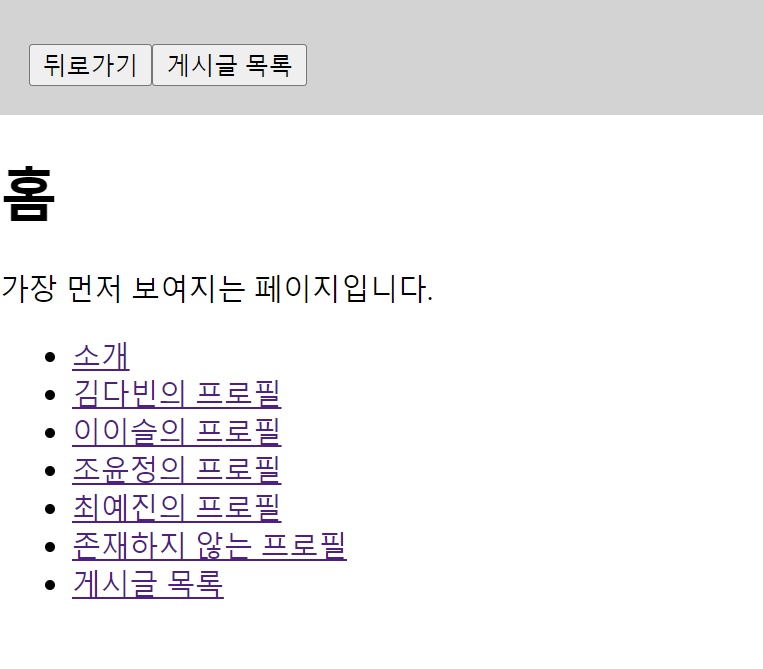 뒤로가기 게시글 목록
홈
가장 먼저 보여지는 페이지입니다.
소개
김다빈의 프로필
이이슬의 프로필
조윤정의 프로필
최예진의 프로필
존재하지 않는 프로필
게시글 목록